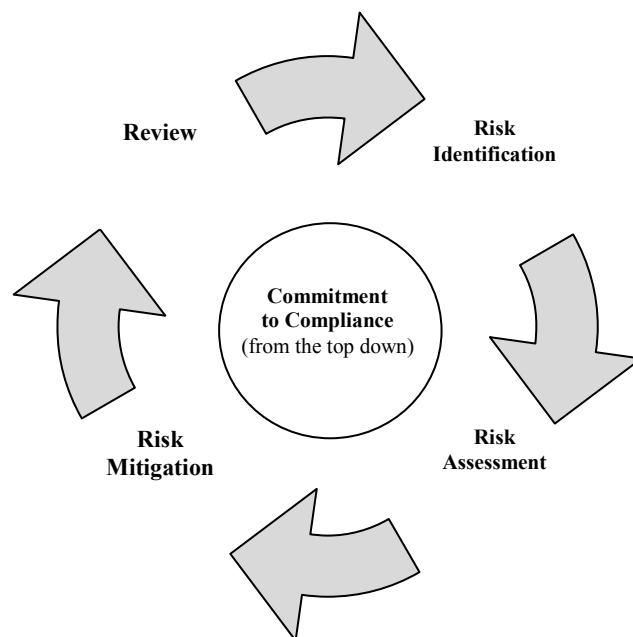 Review
Risk
Identification
Commitment
to Compliance
(from the top down)
Risk
Mitigation
Risk
Assessment